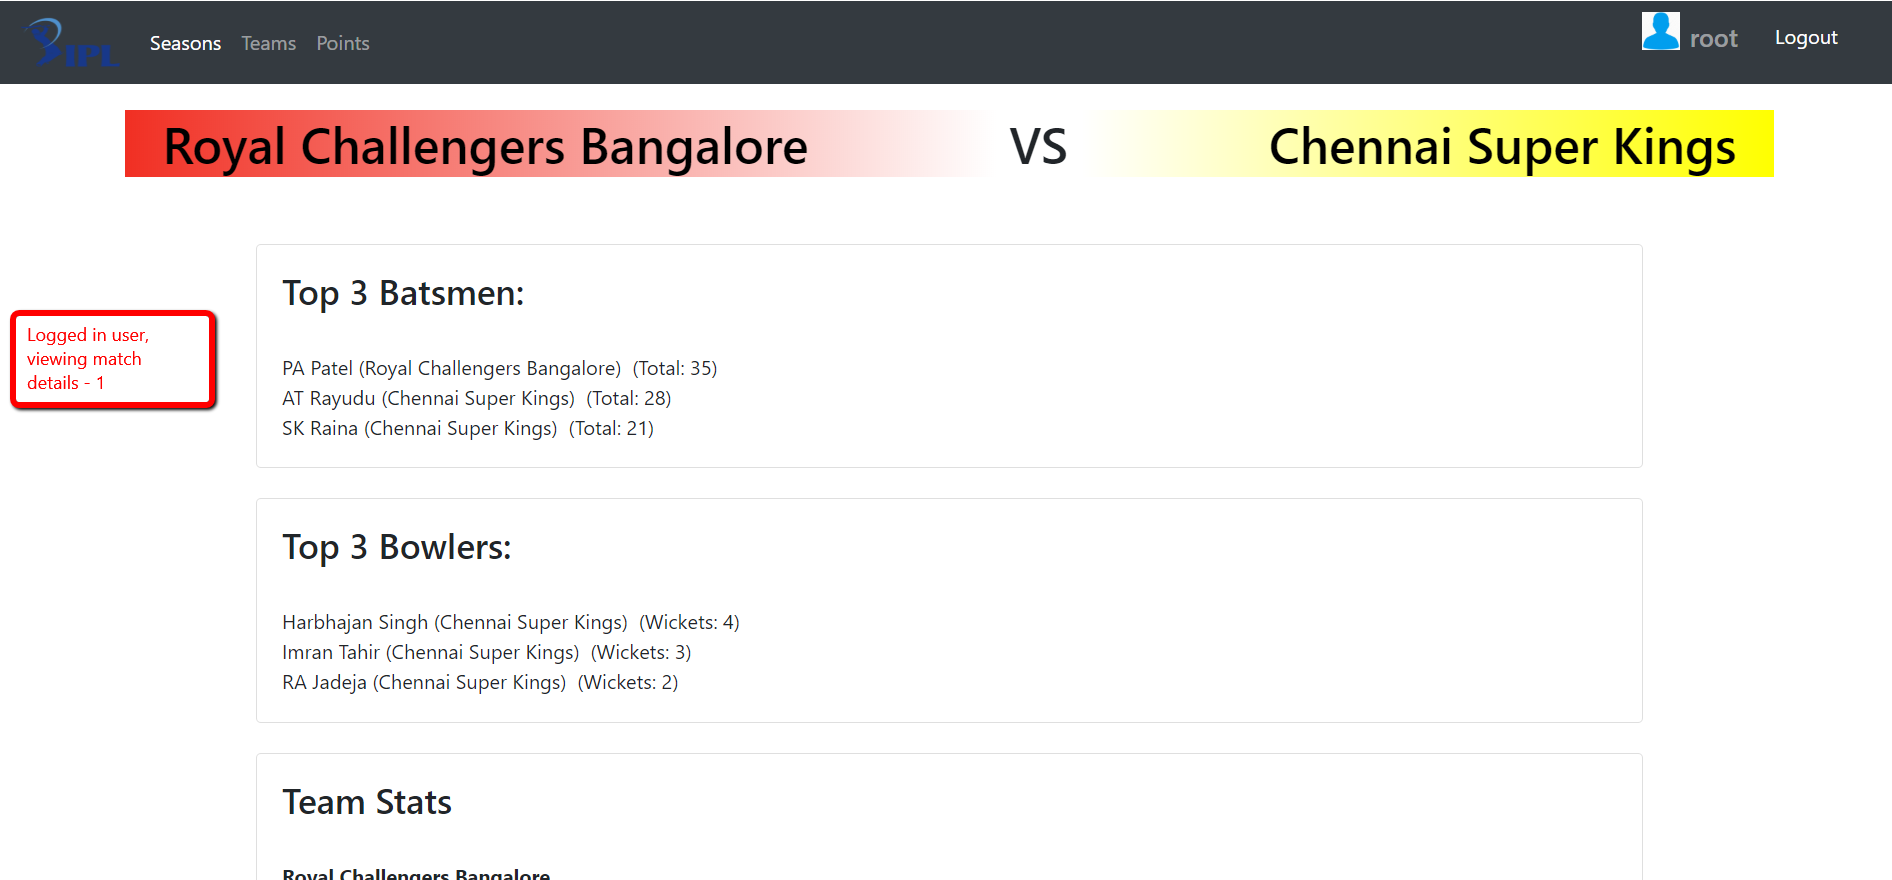 IPL
Seasons Teams Points
root Logout
Royal Challengers Bangalore VS Chennai Super Kings
Top 3 Batsmen:
Logged in user,
viewing match
details - 1
PA Patel (Royal Challengers Bangalore) (Total: 35)
AT Rayudu (Chennai Super Kings) (Total: 28)
SK Raina (Chennai Super Kings) (Total: 21)
Top 3 Bowlers:
Harbhajan Singh (Chennai Super Kings) (Wickets: 4)
Imran Tahir (Chennai Super Kings) (Wickets: 3)
RA Jadeja (Chennai Super Kings) (Wickets: 2)
Team Stats
Royal Challengers Bangalore